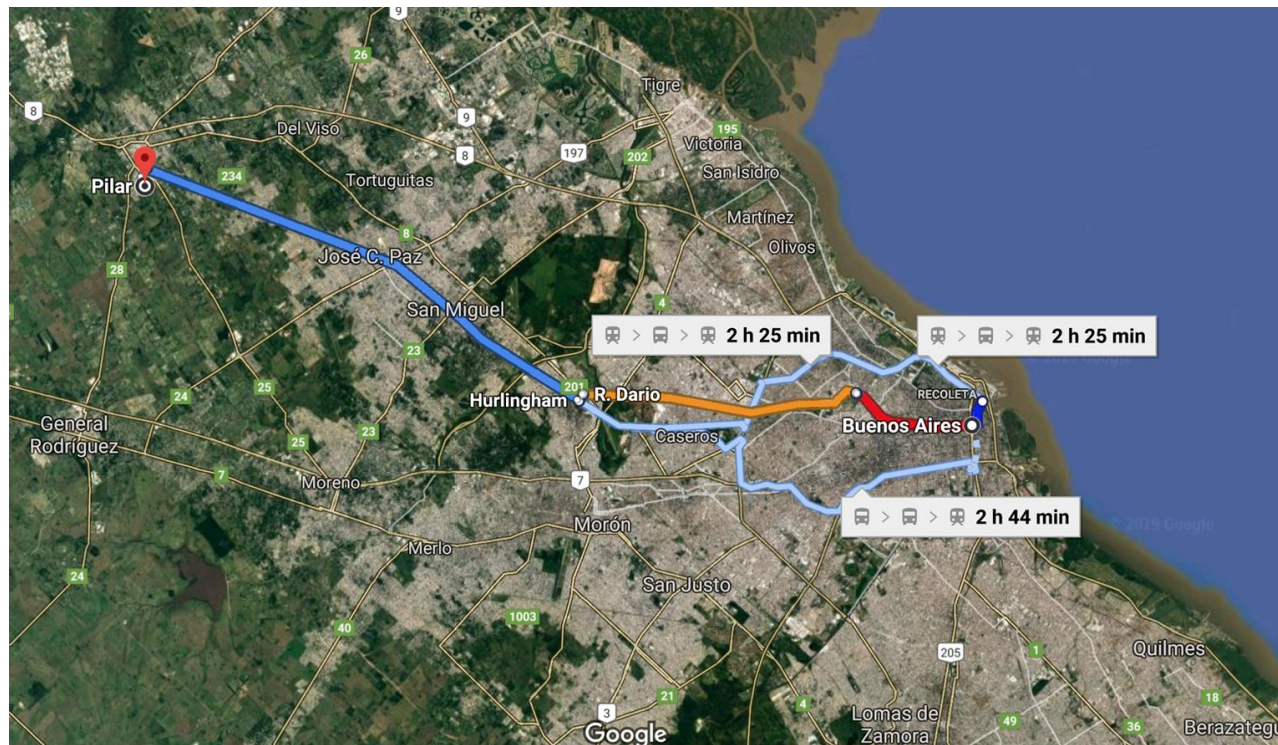 9
26
Tigre
8
9
195
Del Viso
Victoria
8
197
202
San Isidro
234
Tortuguitas
Pilar
Martínez
8
Olivos
José C. Paz
28
4
San Miguel
2 h 25 min
2 h 25 min
23
201
R. Dario
RECOLETA
Hurlingham
24
25
Buenos Aires
General
Rodríguez
23
Caseros
25
7
Moreno
7
2 h 44 min
Morón
© 2019 Google
Merlo
24
San Justo
1003
40
205
1
Quilmes
21
18
4
3
Lomas de
Zamora
49
36
Berazategu
Google